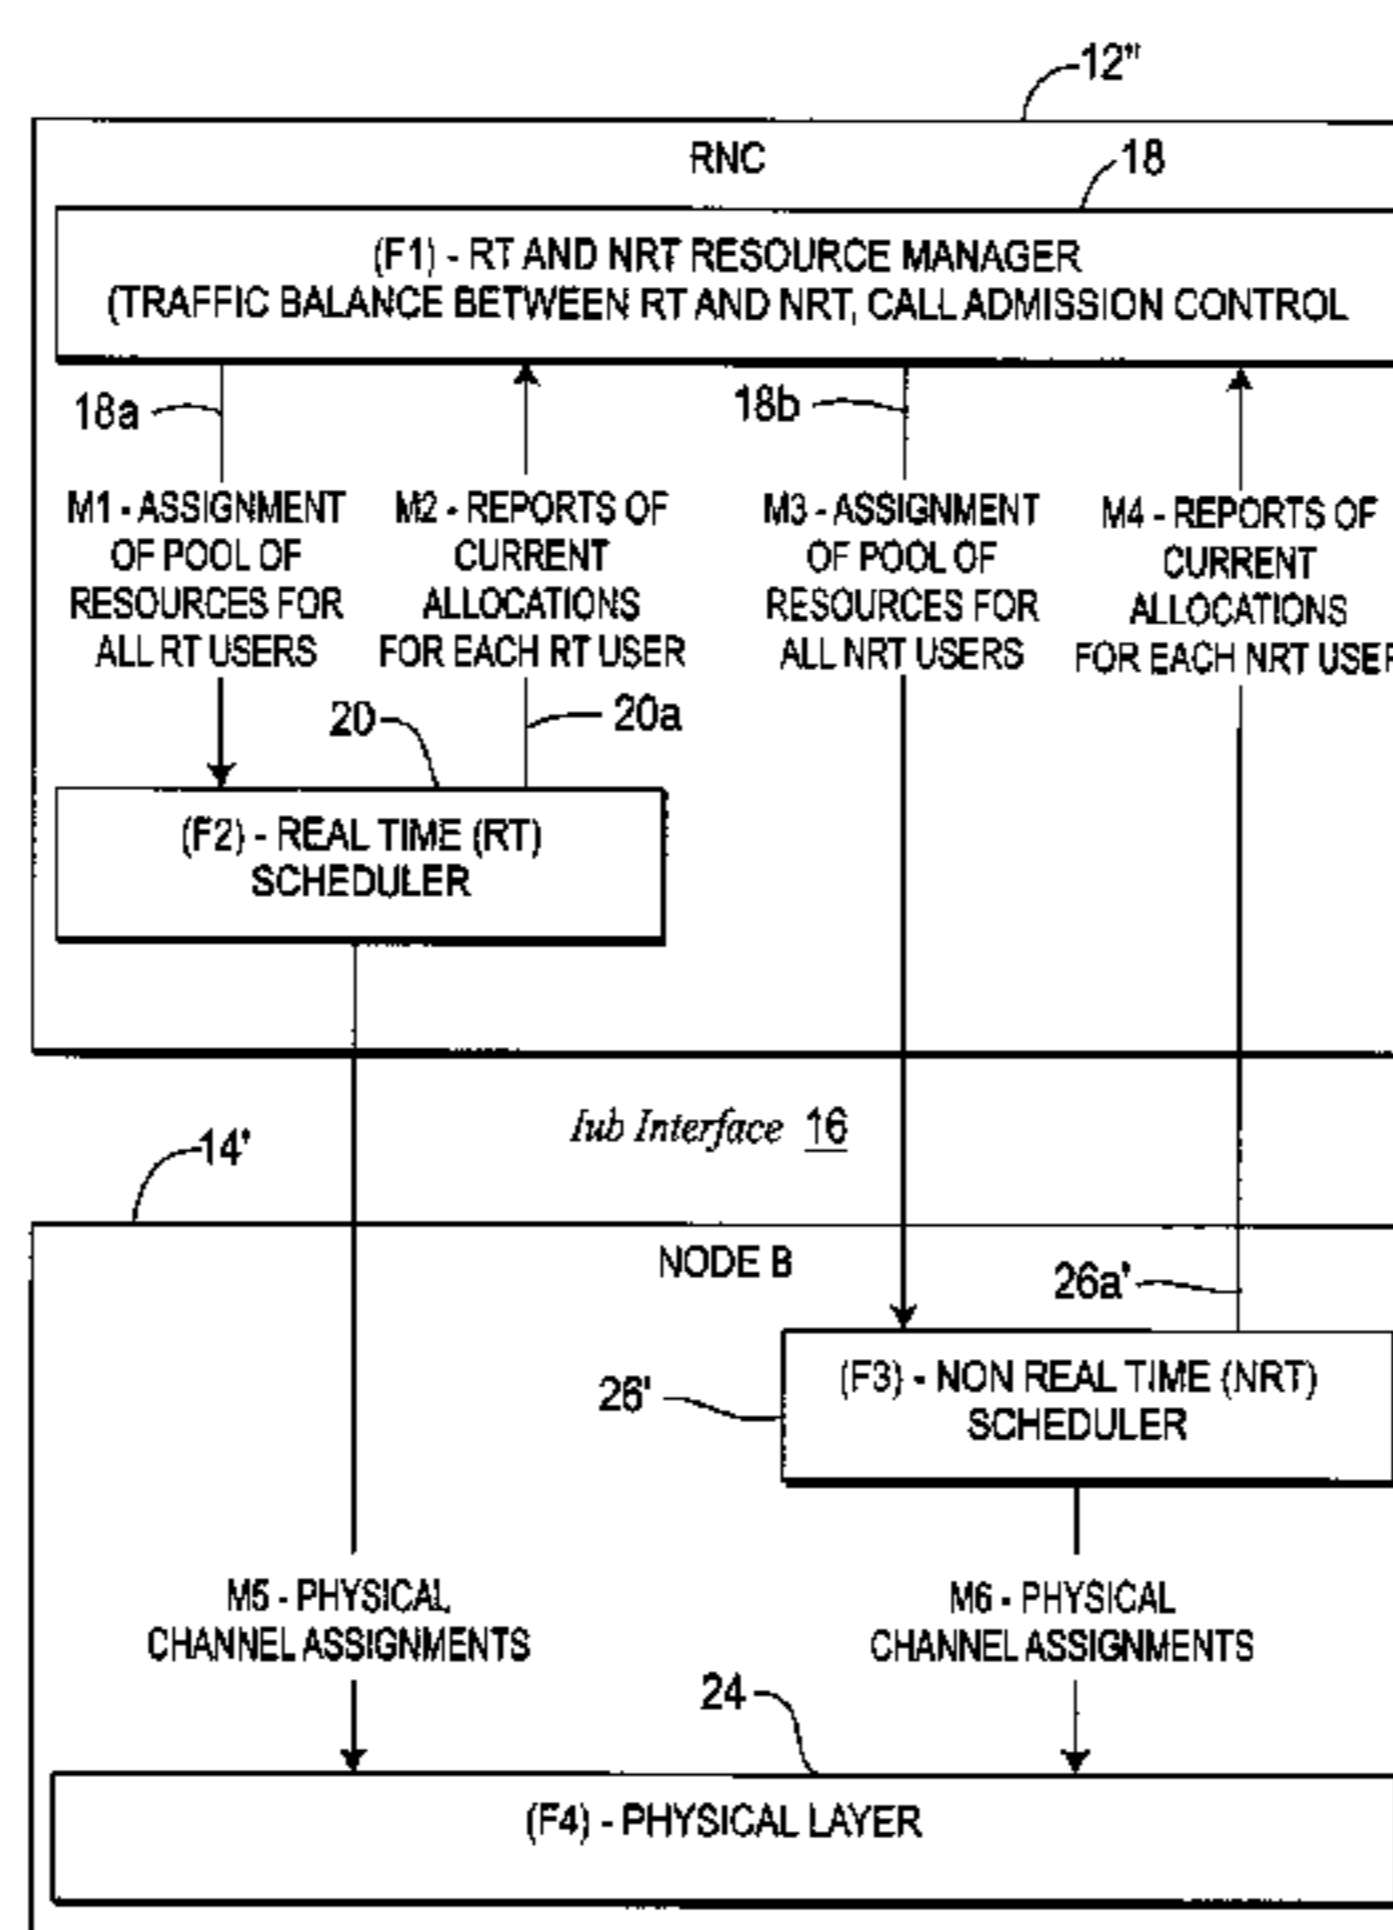 12"
RNC
18
(F1) - RT AND NRT RESOURCE MANAGER
(TRAFFIC BALANCE BETWEEN RT AND NRT, CALL ADMISSION CONTROL
18a
18b
M1 - ASSIGNMENT
OF POOL OF
RESOURCES FOR
ALL RT USERS
M2 - REPORTS OF
CURRENT
ALLOCATIONS
FOR EACH RT USER
M3 - ASSIGNMENT
OF POOL OF
RESOURCES FOR
ALL NRT USERS
M4 - REPORTS OF
CURRENT
ALLOCATIONS
FOR EACH NRT USER
20
20a
(F2) - REAL TIME (RT)
SCHEDULER
Iub Interface 16
14'
NODE B
26a'
26'
(F3) - NON REAL TIME (NRT)
SCHEDULER
M5 - PHYSICAL
CHANNEL ASSIGNMENTS
M6 - PHYSICAL
CHANNEL ASSIGNMENTS
24
(F4) - PHYSICAL LAYER